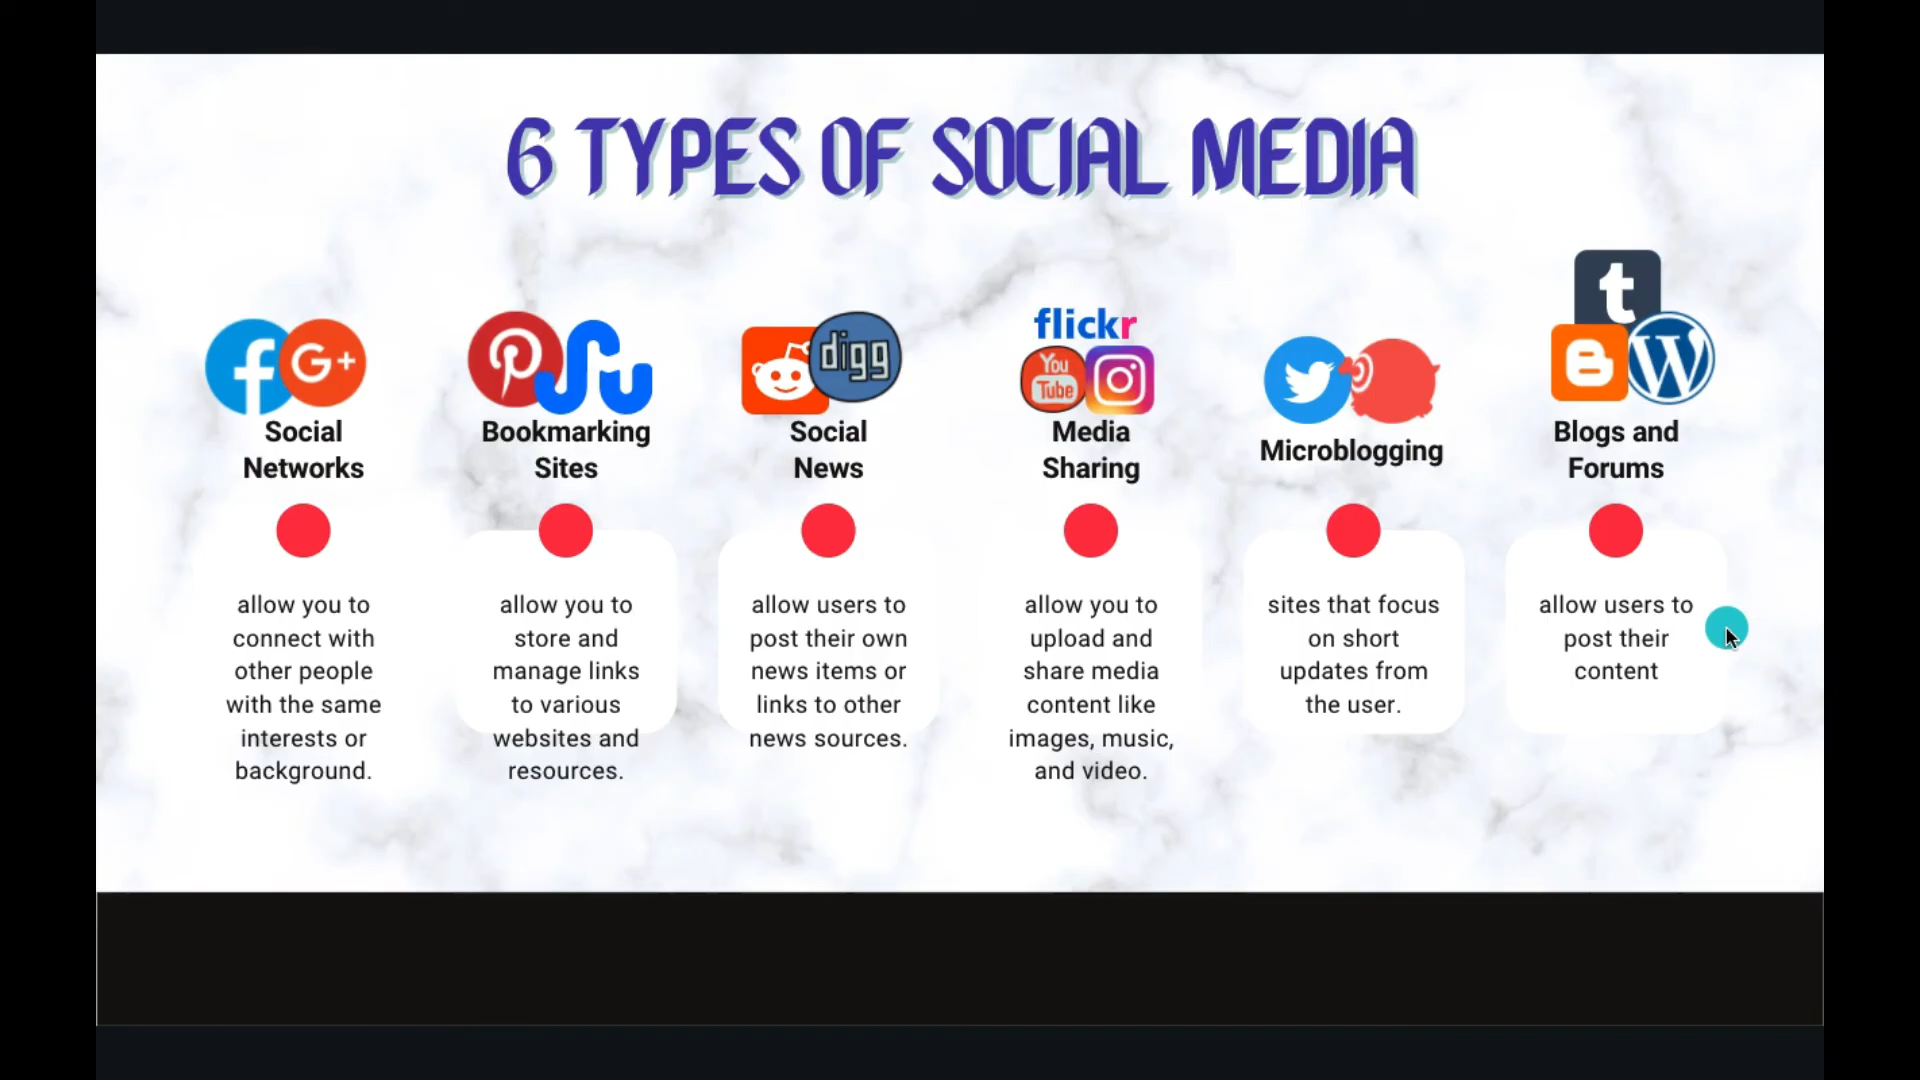 6 TYPES OF SOCIAL MEDIA
f
G+
Social
Networks
allow you to
connect with
other people
with the same
interests or
background.
Bookmarking
Sites
allow you to
store and
manage links
to various
websites and
resources.
digg
Social
News
allow users to
post their own
news items or
links to other
news sources.
flickr
You
Tube
Media
Sharing
allow you to
upload and
share media
content like
images, music,
and video.
Microblogging
sites that focus
on short
updates from
the user.
t
B
W
Blogs and
Forums
allow users to
post their
content